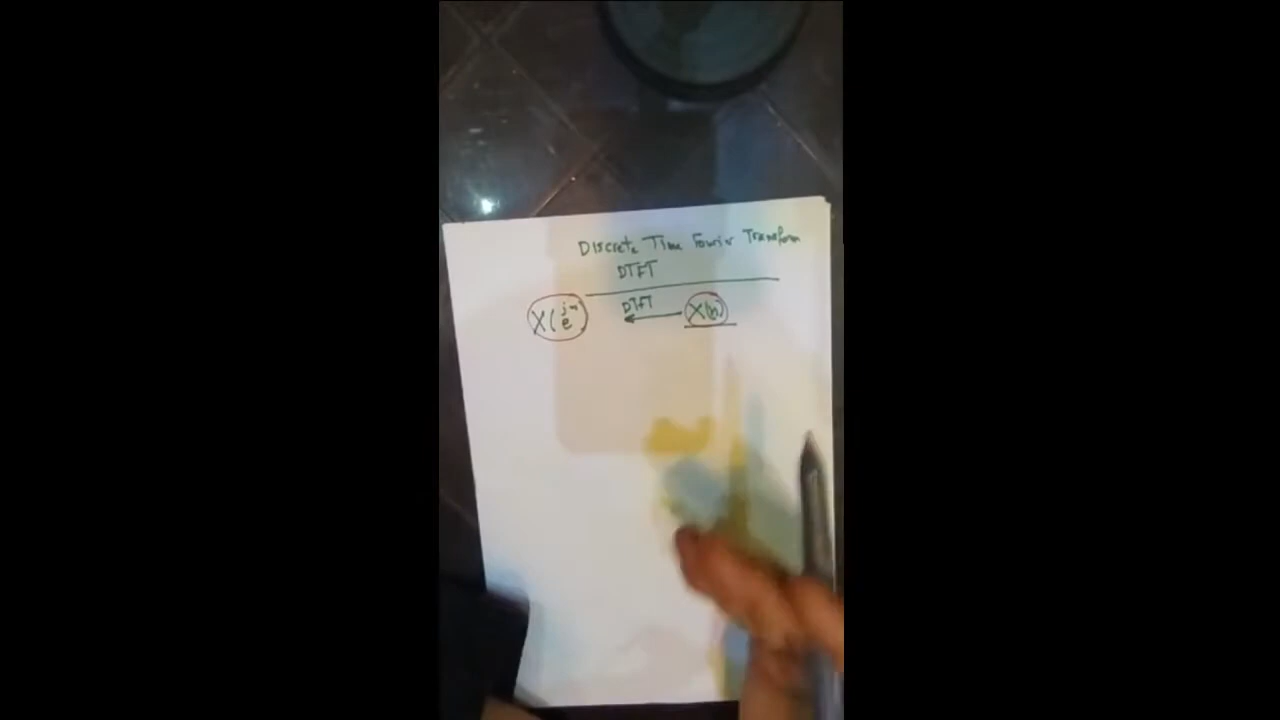 Discrete Time Fourier Transform
DTFT
X(e^jω) DTFT ← X(n)